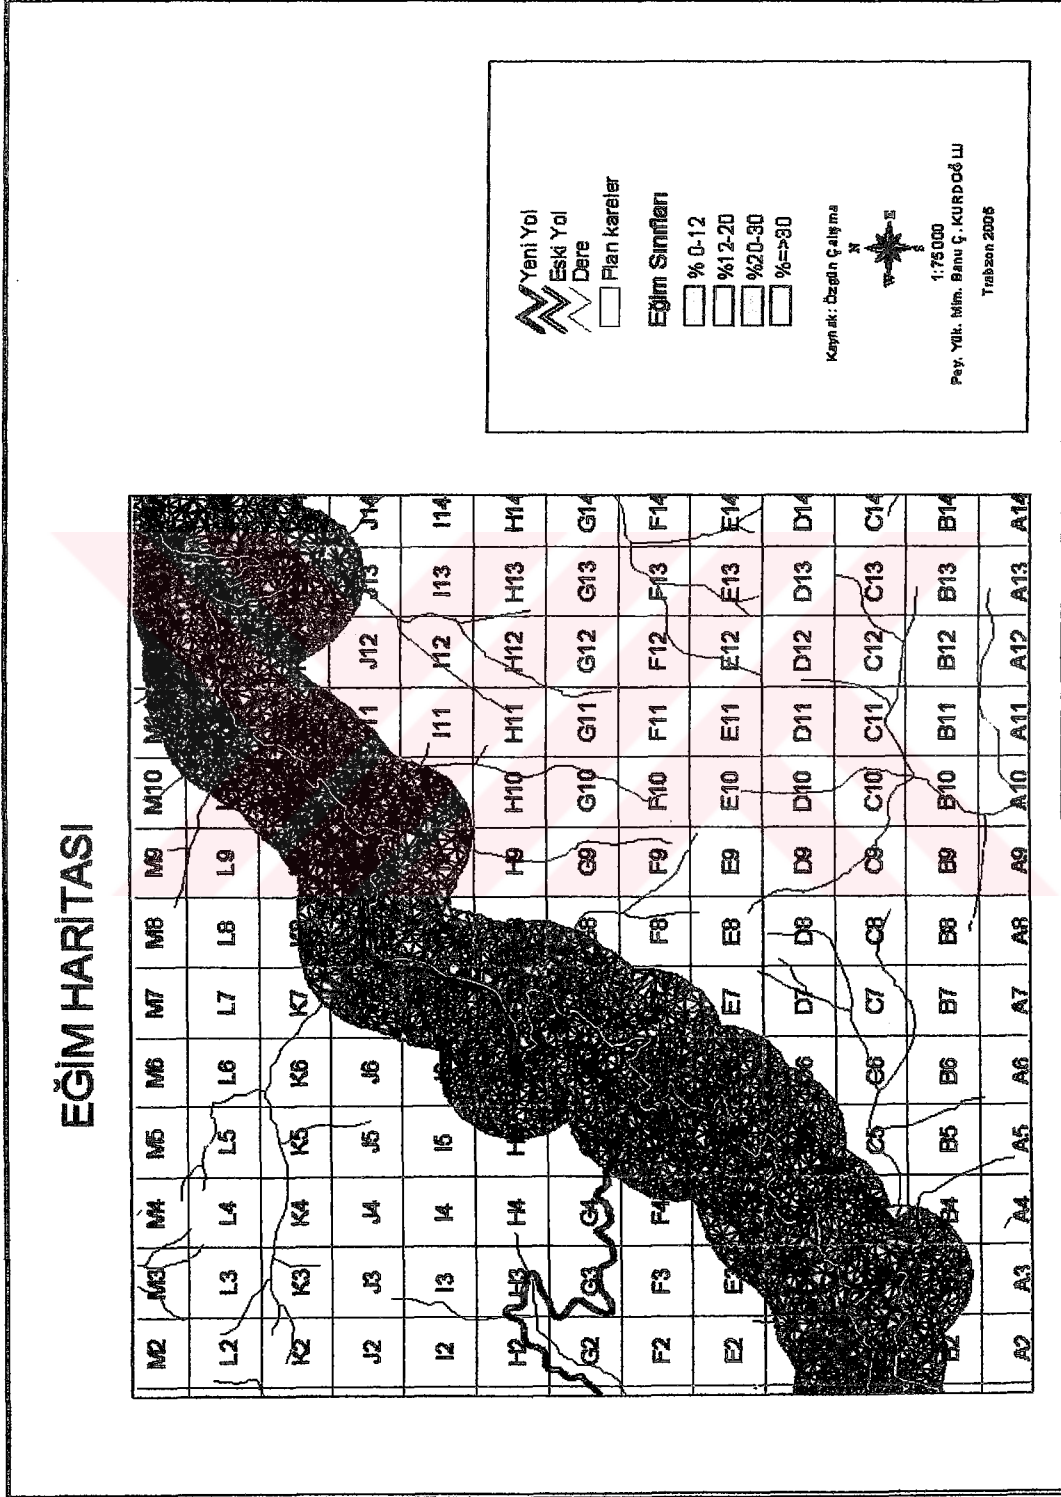 EĞİM HARİTASI
M2 M3 M4 M5 M6 M7 M8 M9 M10
L2 L3 L4 L5 L6 L7 L8 L9
K2 K3 K4 K5 K6 K7
J2 J3 J4 J5 J6 J12 J13 J14
I2 I3 I4 I5 I11 I12 I13 I14
H2 H3 H4 H9 H10 H11 H12 H13 H14
G2 G3 G4 G9 G10 G11 G12 G13 G14
F2 F3 F4 F8 F9 F10 F11 F12 F13 F14
E2 E7 E8 E9 E10 E11 E12 E13 E14
D7 D8 D9 D10 D11 D12 D13 D14
C5 C6 C7 C8 C9 C10 C11 C12 C13 C14
B4 B5 B6 B7 B8 B9 B10 B11 B12 B13 B14
A2 A3 A4 A5 A6 A7 A8 A9 A10 A11 A12 A13 A14
Yeni Yol
Eski Yol
Dere
Plan kareler
Eğim Sınıfları
% 0-12
%12-20
%20-30
%=>30
Kaynak: Özgün Çalışma
N
W E
S
1:75000
Pey. Yük. Mim. Banu Ç. KURDOĞLU
Trabzon 2005